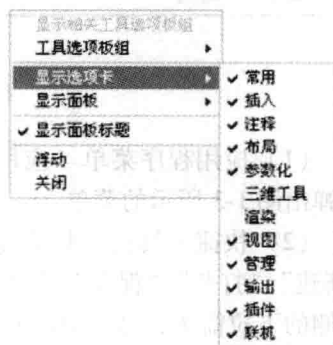 显示相关工具选项板组
工具选项板组
显示选项卡
显示面板
显示面板标题
浮动
关闭
常用
插入
注释
布局
参数化
三维工具
渲染
视图
管理
输出
插件
联机